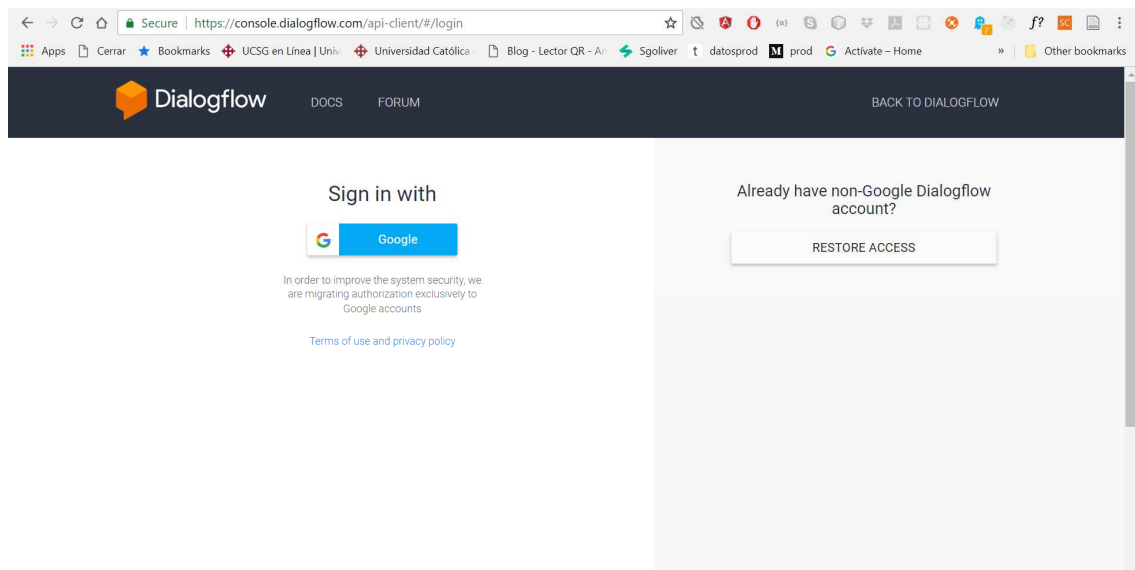 Secure https://console.dialogflow.com/api-client/#/login
Apps Cerrar Bookmarks UCSG en Línea | Univ Universidad Católica Blog - Lector QR - An Sgoliver t datosprod M prod Actívate – Home » Other bookmarks
Dialogflow DOCS FORUM BACK TO DIALOGFLOW
Sign in with
G Google
In order to improve the system security, we
are migrating authorization exclusively to
Google accounts
Terms of use and privacy policy
Already have non-Google Dialogflow
account?
RESTORE ACCESS